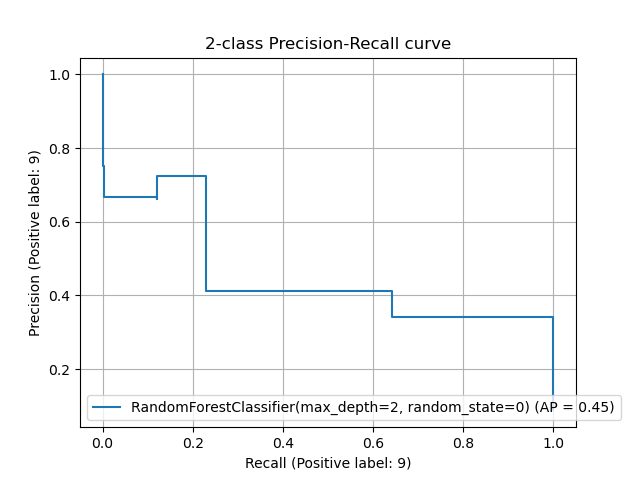 2-class Precision-Recall curve
Precision (Positive label: 9)
1.0
0.8
0.6
0.4
0.2
RandomForestClassifier(max_depth=2, random_state=0) (AP = 0.45)
0.0 0.2 0.4 0.6 0.8 1.0
Recall (Positive label: 9)